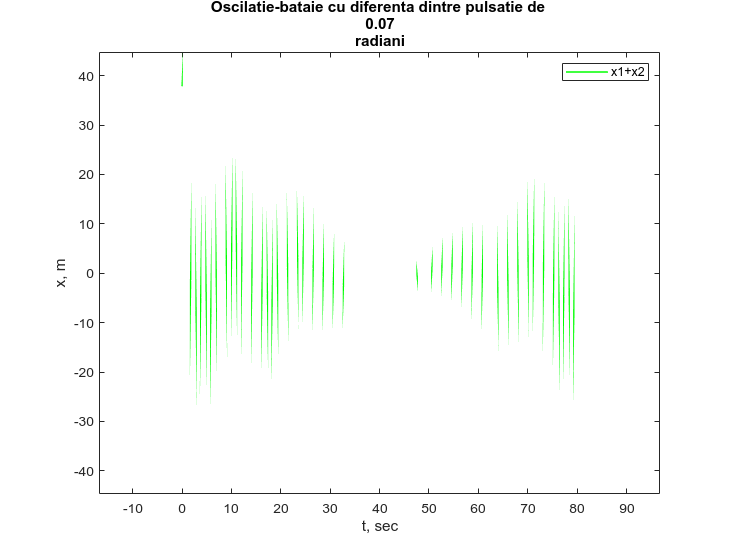 Oscilatie-bataie cu diferenta dintre pulsatie de
0.07
radiani
x1+x2
40
30
20
10
0
-10
-20
-30
-40
x, m
-10 0 10 20 30 40 50 60 70 80 90
t, sec